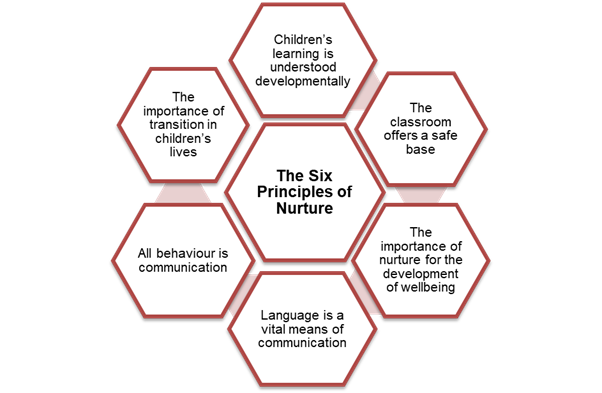 Children's
learning is
understood
developmentally
The
classroom
offers a safe
base
The
importance of
nurture for the
development
of wellbeing
Language is a
vital means of
communication
All behaviour is
communication
The
importance of
transition in
children's
lives
The Six
Principles of
Nurture